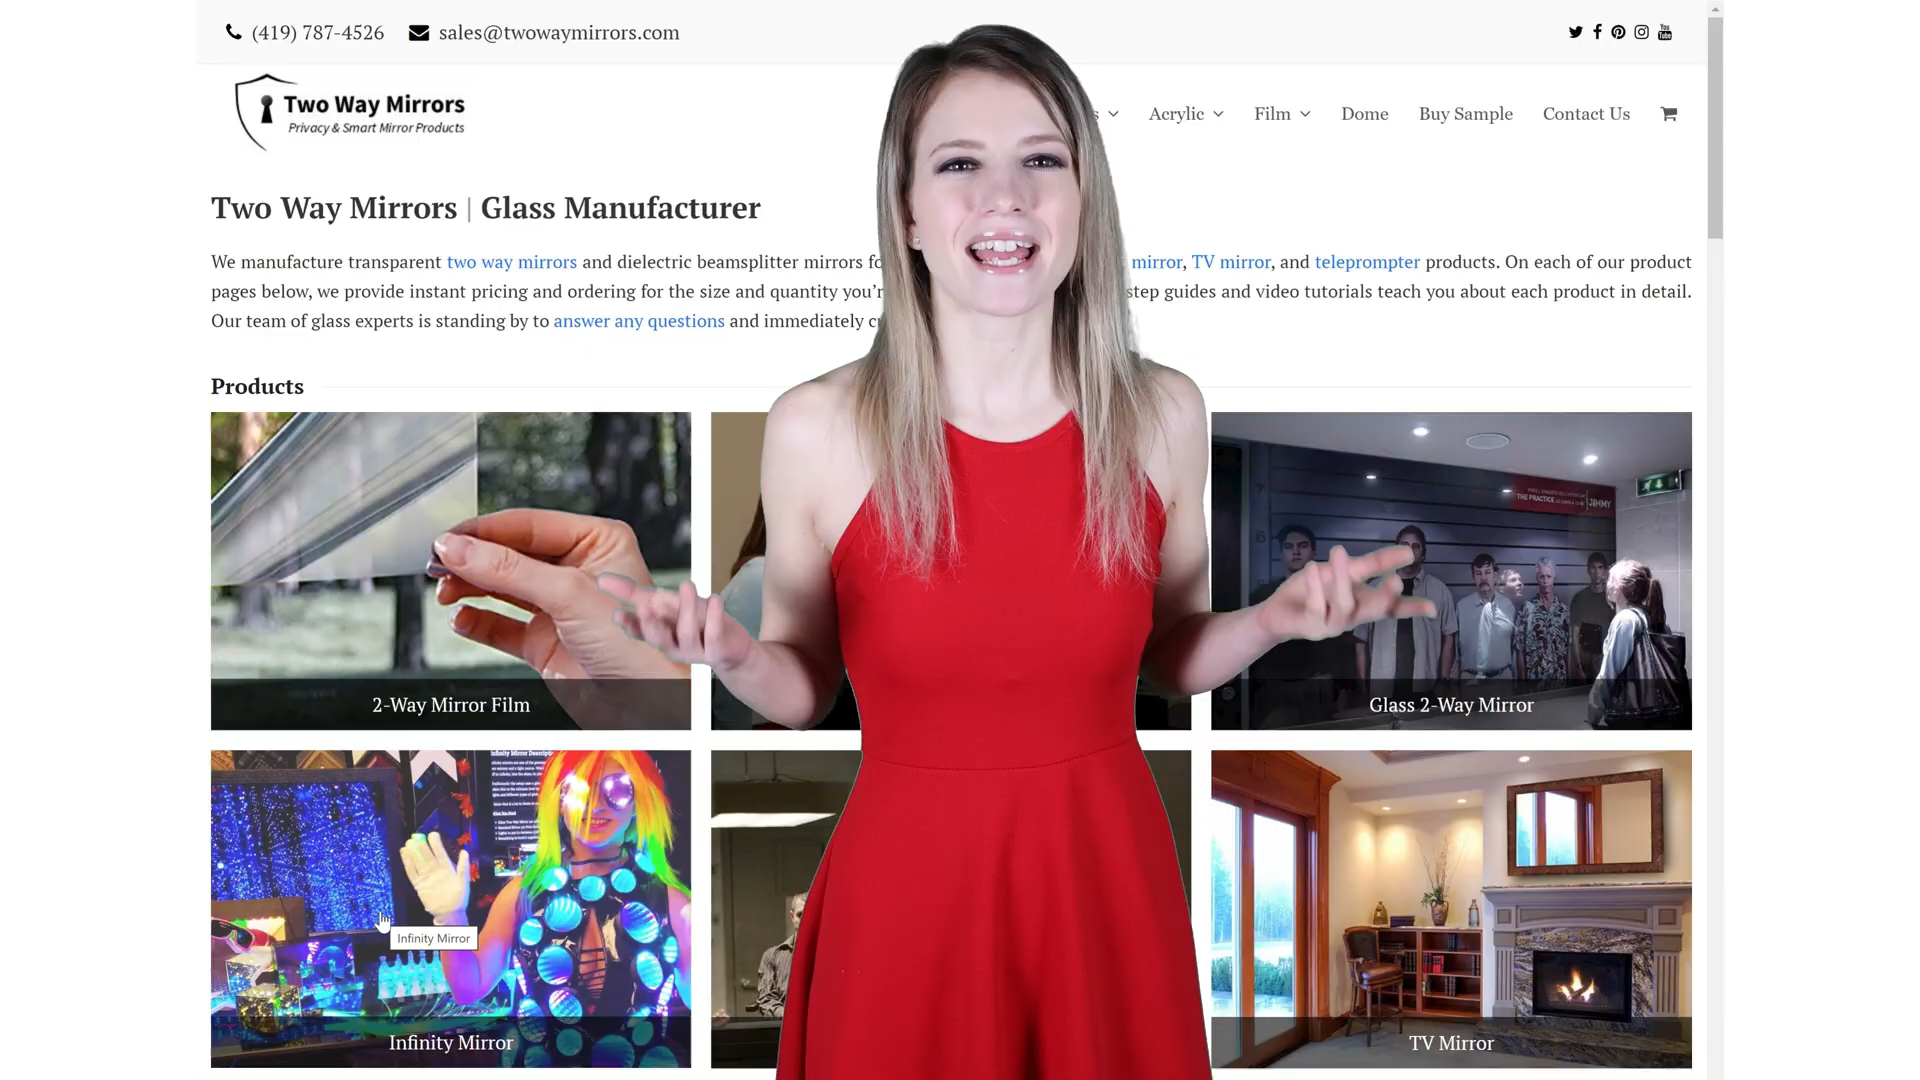 (419) 787-4526 sales@twowaymirrors.com
Two Way Mirrors
Privacy & Smart Mirror Products
Acrylic Film Dome Buy Sample Contact Us
Two Way Mirrors | Glass Manufacturer
We manufacture transparent two way mirrors and dielectric beamsplitter mirrors mirror, TV mirror, and teleprompter products. On each of our product
pages below, we provide instant pricing and ordering for the size and quantity step guides and video tutorials teach you about each product in detail.
Our team of glass experts is standing by to answer any questions and immediately
Products
THE PRACTICE JIMMY
2-Way Mirror Film
Glass 2-Way Mirror
Infinity Mirror
Infinity Mirror
TV Mirror